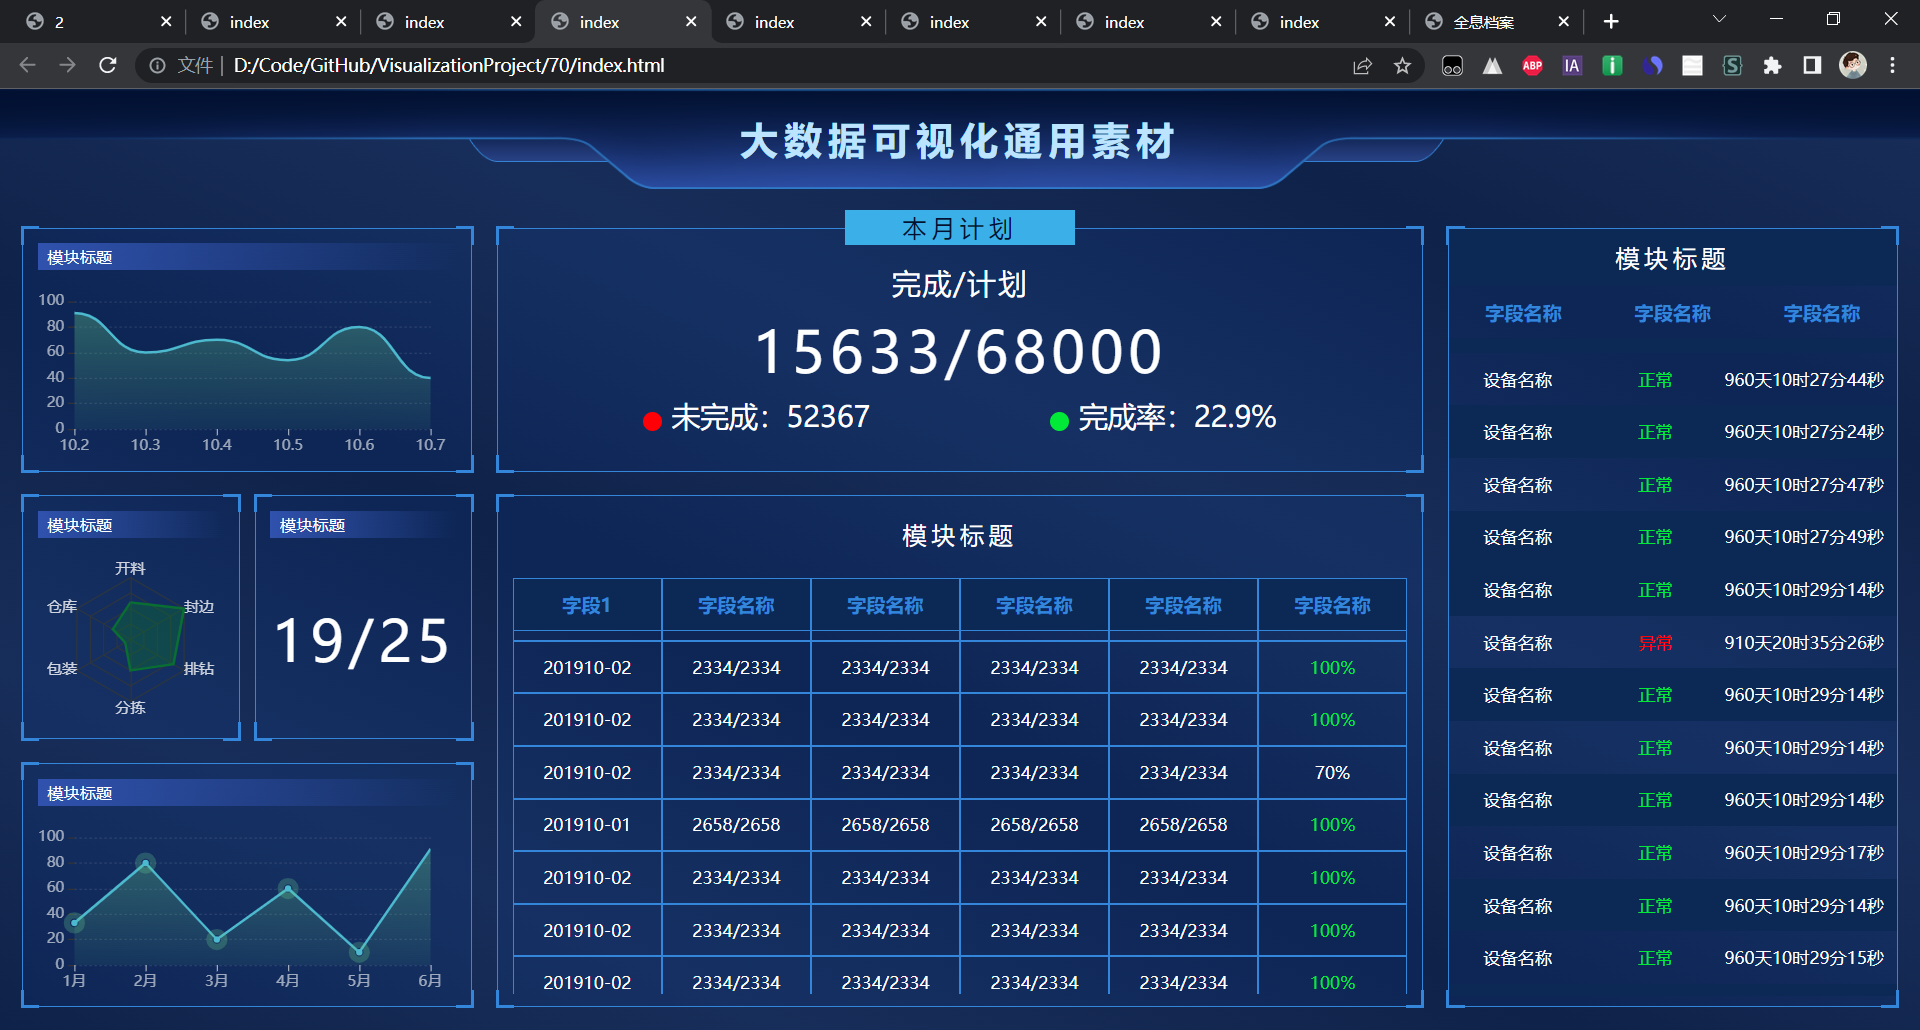 2 index index index index index index index 全息档案
文件 | D:/Code/GitHub/VisualizationProject/70/index.html
ABP IA
大数据可视化通用素材
模块标题
100
80
60
40
20
0
10.2 10.3 10.4 10.5 10.6 10.7
模块标题
开料
仓库 封边
包装 排钻
分拣
模块标题
19/25
模块标题
100
80
60
40
20
0
1月 2月 3月 4月 5月 6月
本月计划
完成/计划
15633/68000
未完成：52367 完成率：22.9%
模块标题
字段1 字段名称 字段名称 字段名称 字段名称 字段名称
201910-02 2334/2334 2334/2334 2334/2334 2334/2334 100%
201910-02 2334/2334 2334/2334 2334/2334 2334/2334 100%
201910-02 2334/2334 2334/2334 2334/2334 2334/2334 70%
201910-01 2658/2658 2658/2658 2658/2658 2658/2658 100%
201910-02 2334/2334 2334/2334 2334/2334 2334/2334 100%
201910-02 2334/2334 2334/2334 2334/2334 2334/2334 100%
201910-02 2334/2334 2334/2334 2334/2334 2334/2334 100%
模块标题
字段名称 字段名称 字段名称
设备名称 正常 960天10时27分44秒
设备名称 正常 960天10时27分24秒
设备名称 正常 960天10时27分47秒
设备名称 正常 960天10时27分49秒
设备名称 正常 960天10时29分14秒
设备名称 异常 910天20时35分26秒
设备名称 正常 960天10时29分14秒
设备名称 正常 960天10时29分14秒
设备名称 正常 960天10时29分14秒
设备名称 正常 960天10时29分17秒
设备名称 正常 960天10时29分14秒
设备名称 正常 960天10时29分15秒